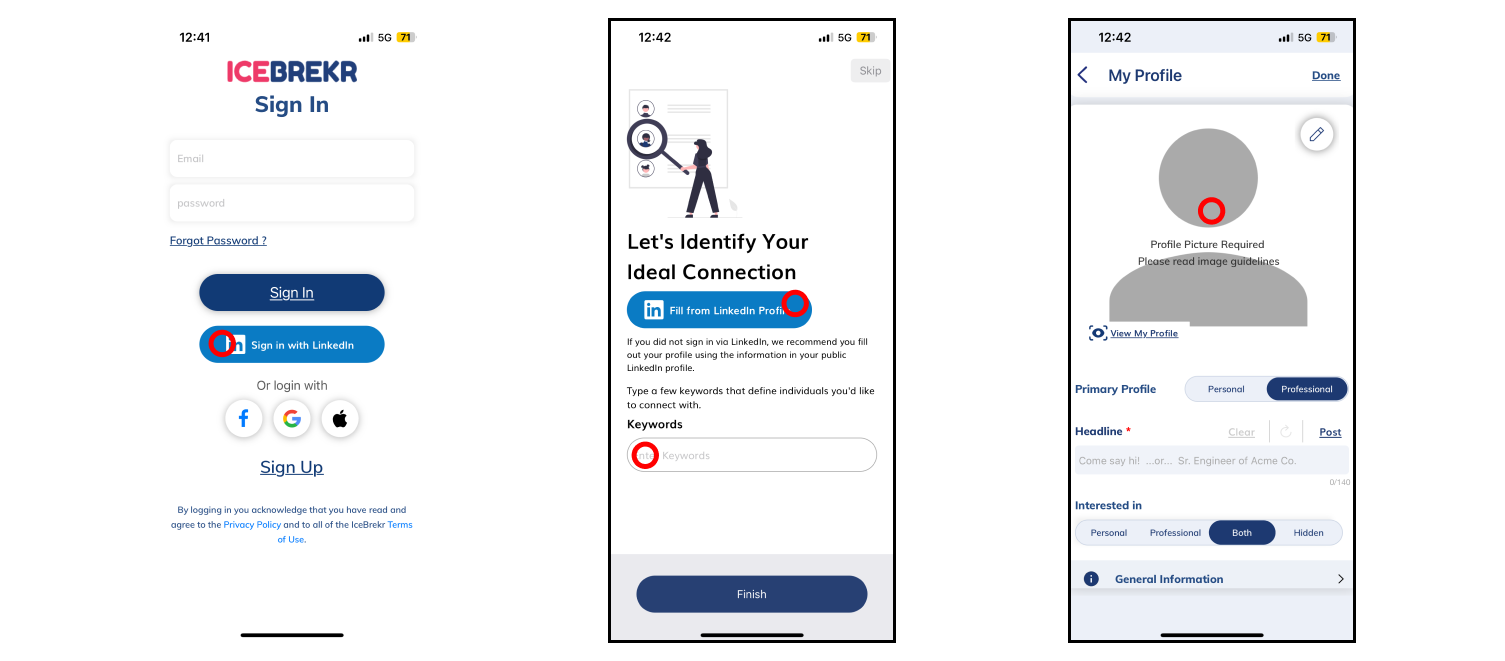 12:41
5G 71
ICEBREKR
Sign In
Email
password
Forgot Password ?
Sign In
in Sign in with LinkedIn
Or login with
Sign Up
By logging in you acknowledge that you have read and
agree to the Privacy Policy and to all of the IceBrekr Terms
of Use.
12:42
5G 71
Skip
Let's Identify Your
Ideal Connection
in Fill from LinkedIn Profi
If you did not sign in via LinkedIn, we recommend you fill
out your profile using the information in your public
LinkedIn profile.
Type a few keywords that define individuals you'd like
to connect with.
Keywords
Enter Keywords
Finish
12:42
5G 71
My Profile
Done
Profile Picture Required
Please read image guidelines
View My Profile
Primary Profile
Personal
Professional
Headline *
Clear
Post
Come say hi! ...or... Sr. Engineer of Acme Co.
0/140
Interested in
Personal
Professional
Both
Hidden
General Information